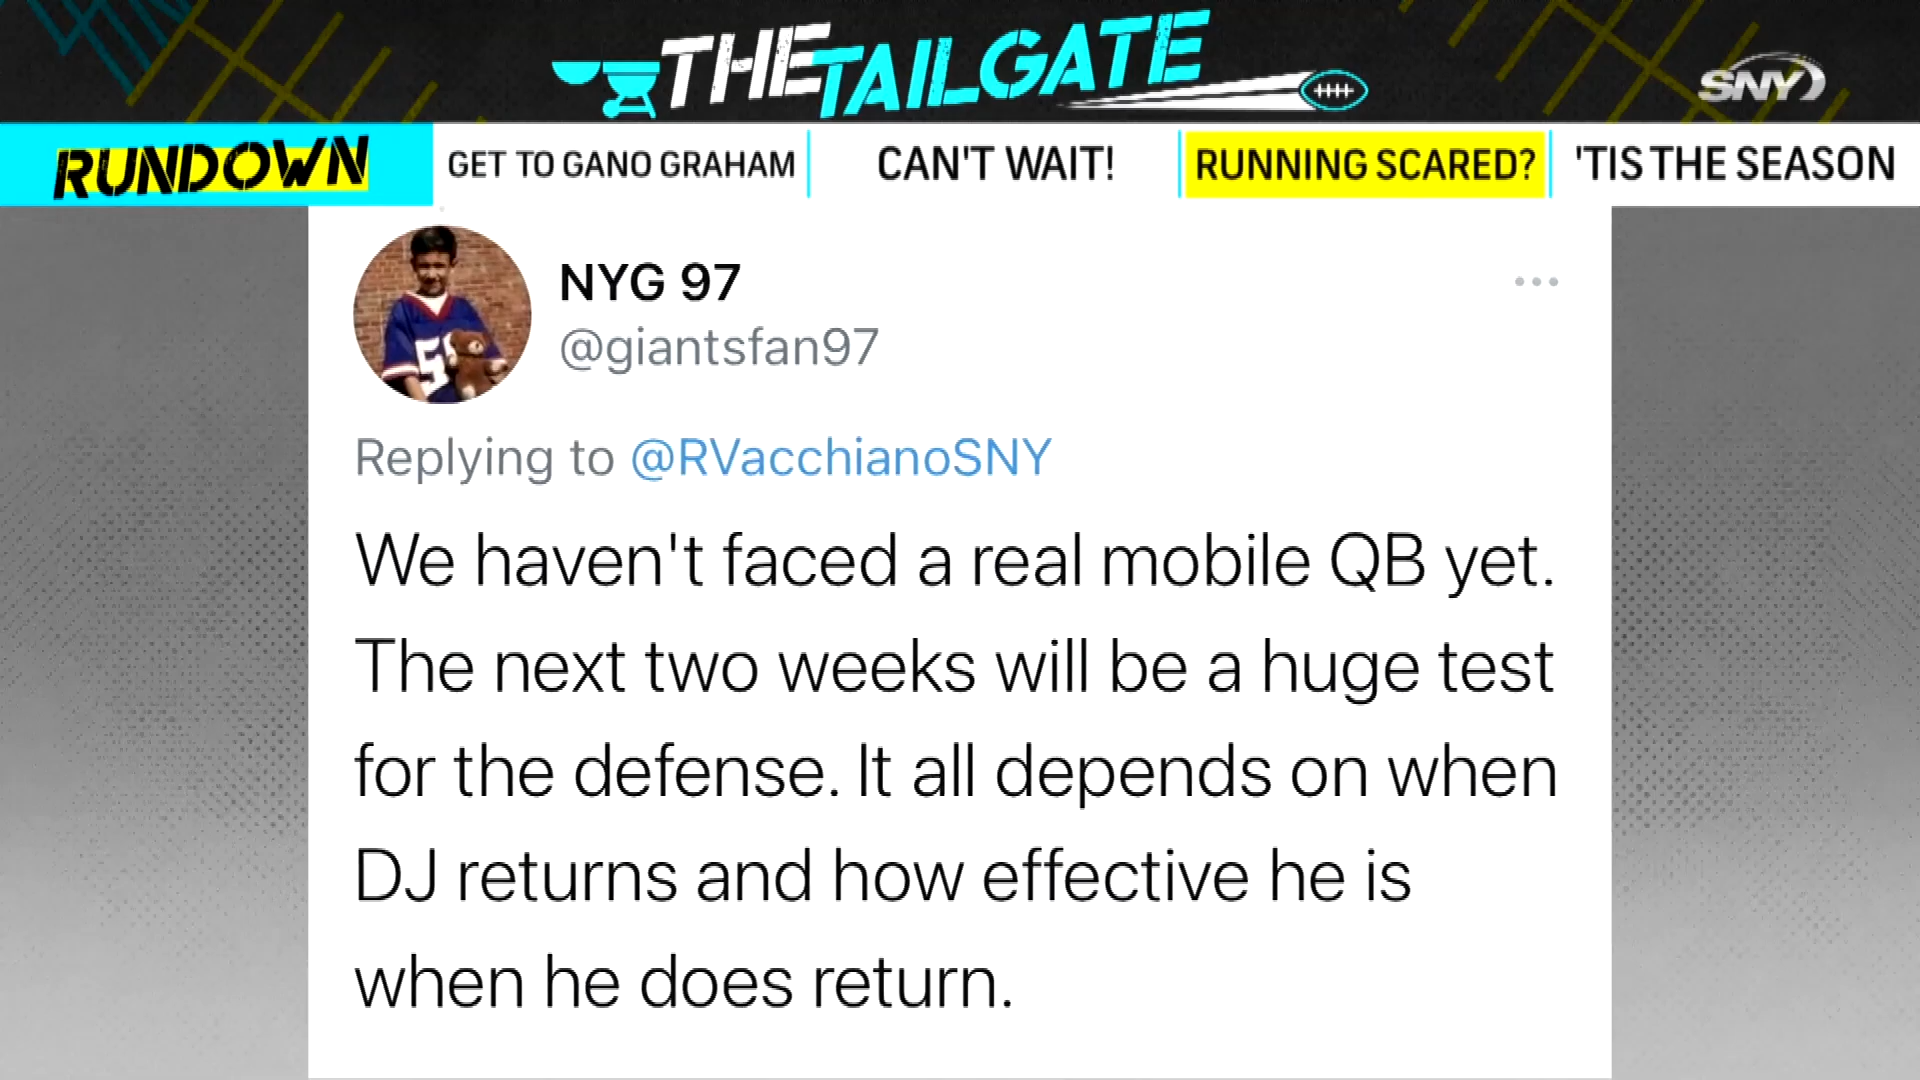 THE TAILGATE
SNY
RUNDOWN
GET TO GANO GRAHAM
CAN'T WAIT!
RUNNING SCARED?
'TIS THE SEASON
NYG 97
@giantsfan97
Replying to @RVacchianoSNY
We haven't faced a real mobile QB yet.
The next two weeks will be a huge test
for the defense. It all depends on when
DJ returns and how effective he is
when he does return.